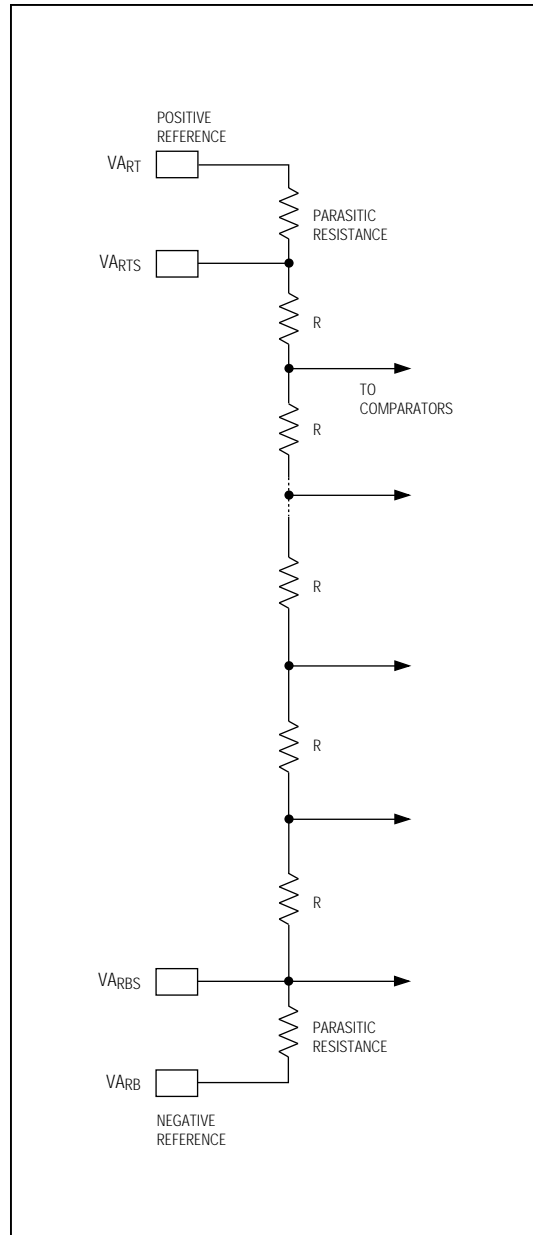 POSITIVE
REFERENCE
VART
PARASITIC
RESISTANCE
VARTS
R
TO
COMPARATORS
R
R
R
R
VARBS
PARASITIC
RESISTANCE
VARB
NEGATIVE
REFERENCE